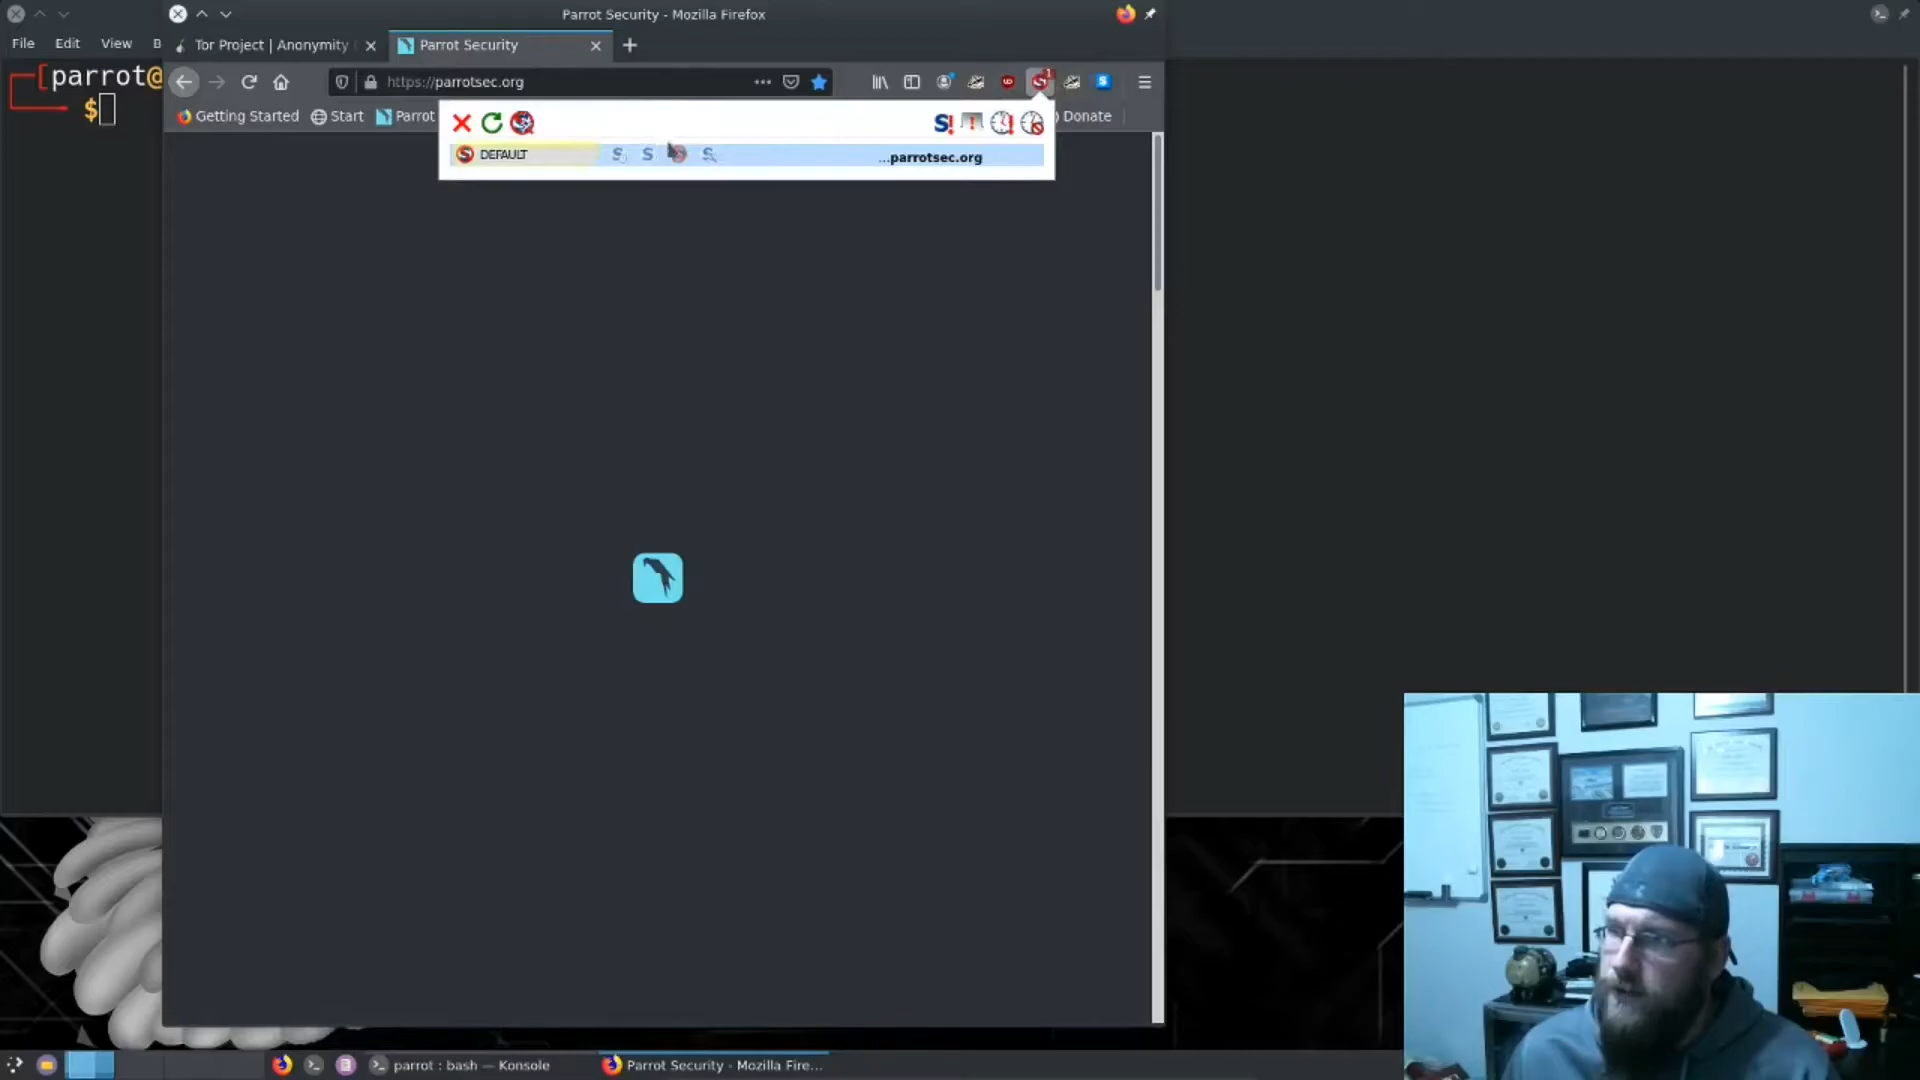 Parrot Security - Mozilla Firefox
File Edit View B
Tor Project | Anonymity
Parrot Security
[parrot@
$
https://parrotsec.org
1
Getting Started
Start
Parrot
Donate
DEFAULT
...parrotsec.org
parrot : bash — Konsole
Parrot Security - Mozilla Fire...